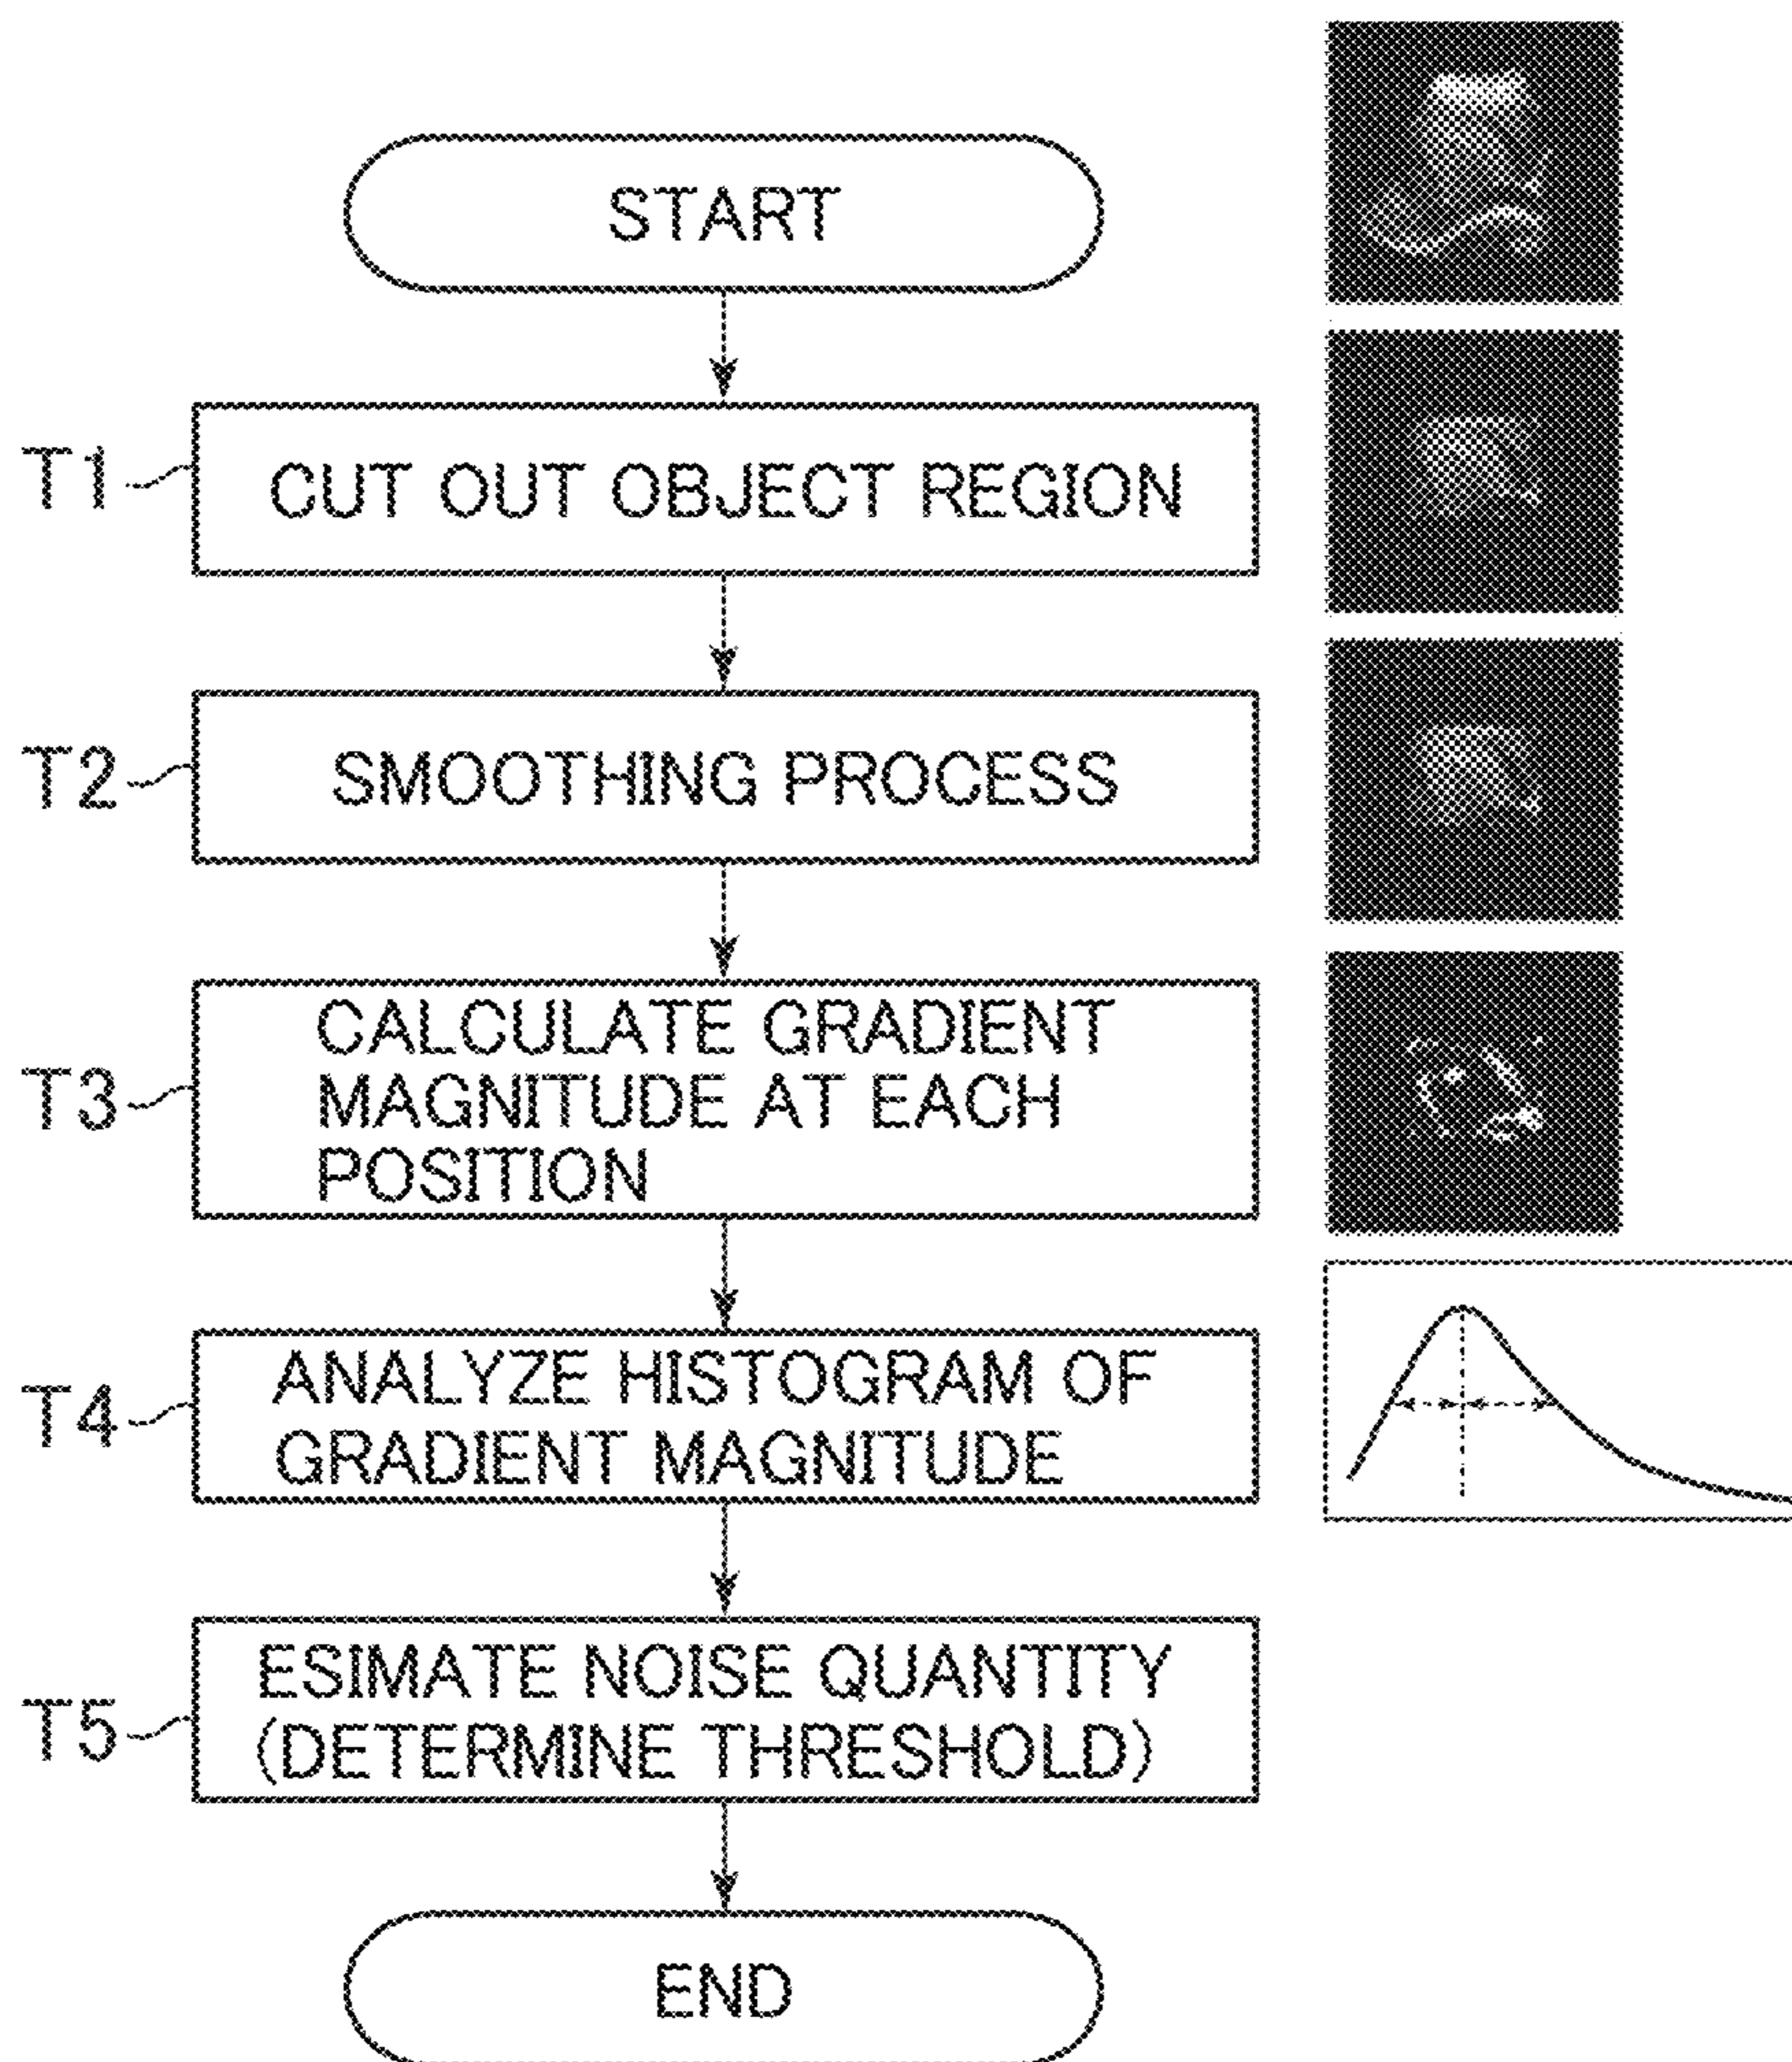 START
T1
CUT OUT OBJECT REGION
T2
SMOOTHING PROCESS
T3
CALCULATE GRADIENT
MAGNITUDE AT EACH
POSITION
T4
ANALYZE HISTOGRAM OF
GRADIENT MAGNITUDE
T5
ESIMATE NOISE QUANTITY
(DETERMINE THRESHOLD)
END